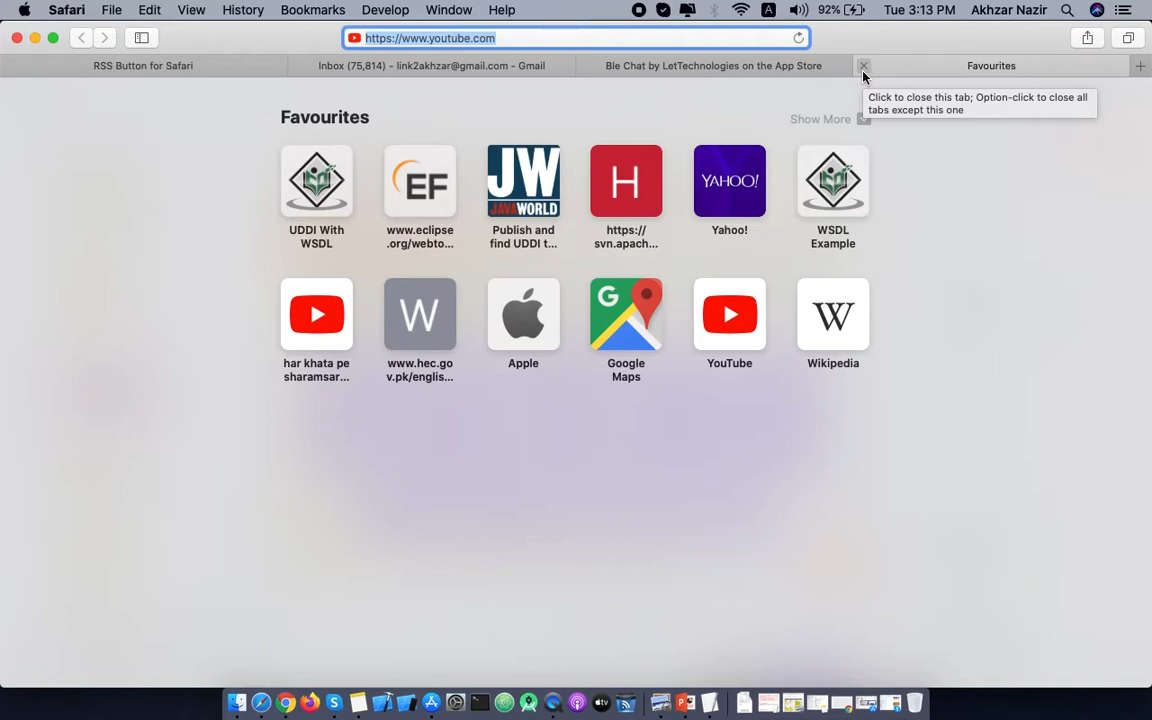 Safari File Edit View History Bookmarks Develop Window Help A 92% Tue 3:13 PM Akhzar Nazir
https://www.youtube.com
RSS Button for Safari
Inbox (75,814) - link2akhzar@gmail.com - Gmail
Ble Chat by LetTechnologies on the App Store
Favourites
Click to close this tab; Option-click to close all
tabs except this one
Favourites
Show More
EF
JW
JAVAWORLD
H
YAHOO!
UDDI With
WSDL
www.eclipse
.org/webto...
Publish and
find UDDI t...
https://
svn.apach...
Yahoo!
WSDL
Example
W
G
W
har khata pe
sharamsar...
www.hec.go
v.pk/englis...
Apple
Google
Maps
YouTube
Wikipedia